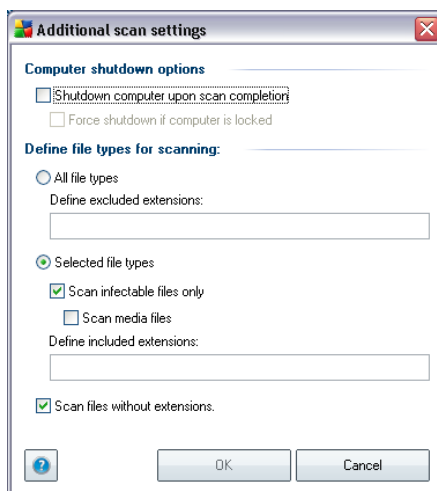 Additional scan settings
Computer shutdown options
Shutdown computer upon scan completion
Force shutdown if computer is locked
Define file types for scanning:
All file types
Define excluded extensions:
Selected file types
Scan infectable files only
Scan media files
Define included extensions:
Scan files without extensions.
OK
Cancel